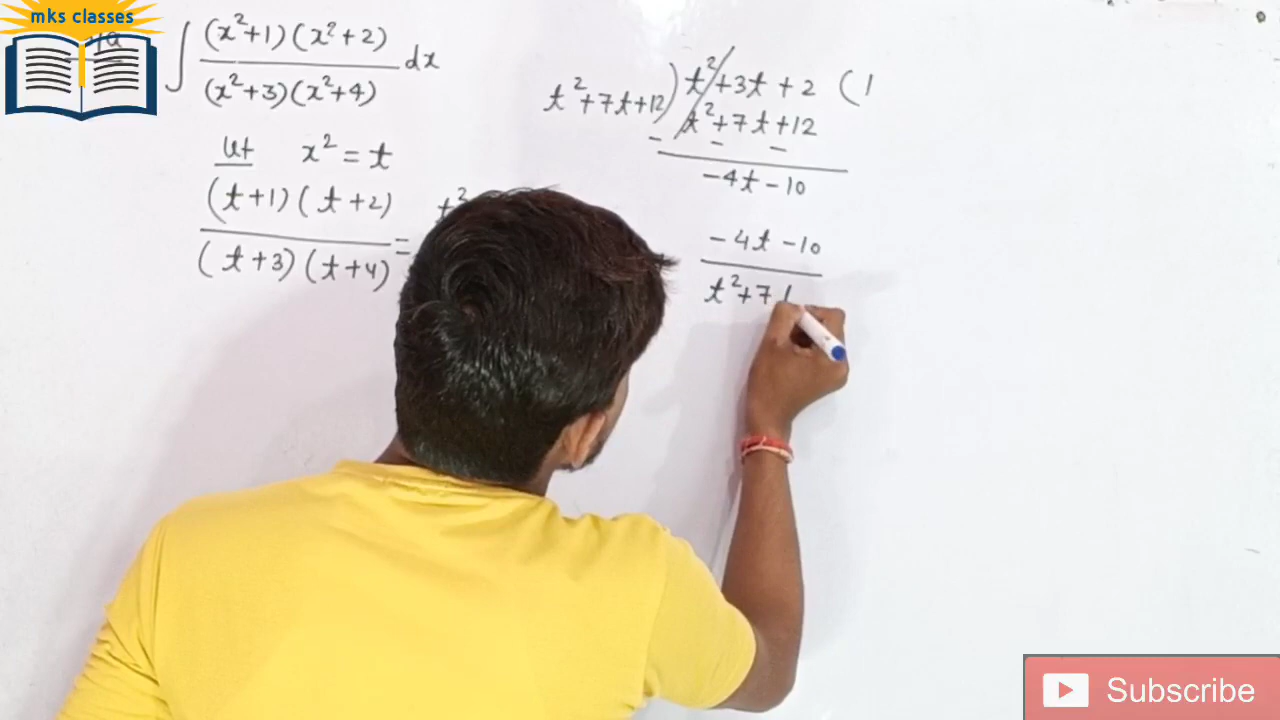 mks classes
∫ (x²+1)(x²+2) / (x²+3)(x²+4) dx
let x² = t
(t+1)(t+2) / (t+3)(t+4) =
t²
t²+7t+12 ) t²+3t+2 ( 1
t²+7t+12
- - -
-4t-10
-4t-10
t²+7
Subscribe